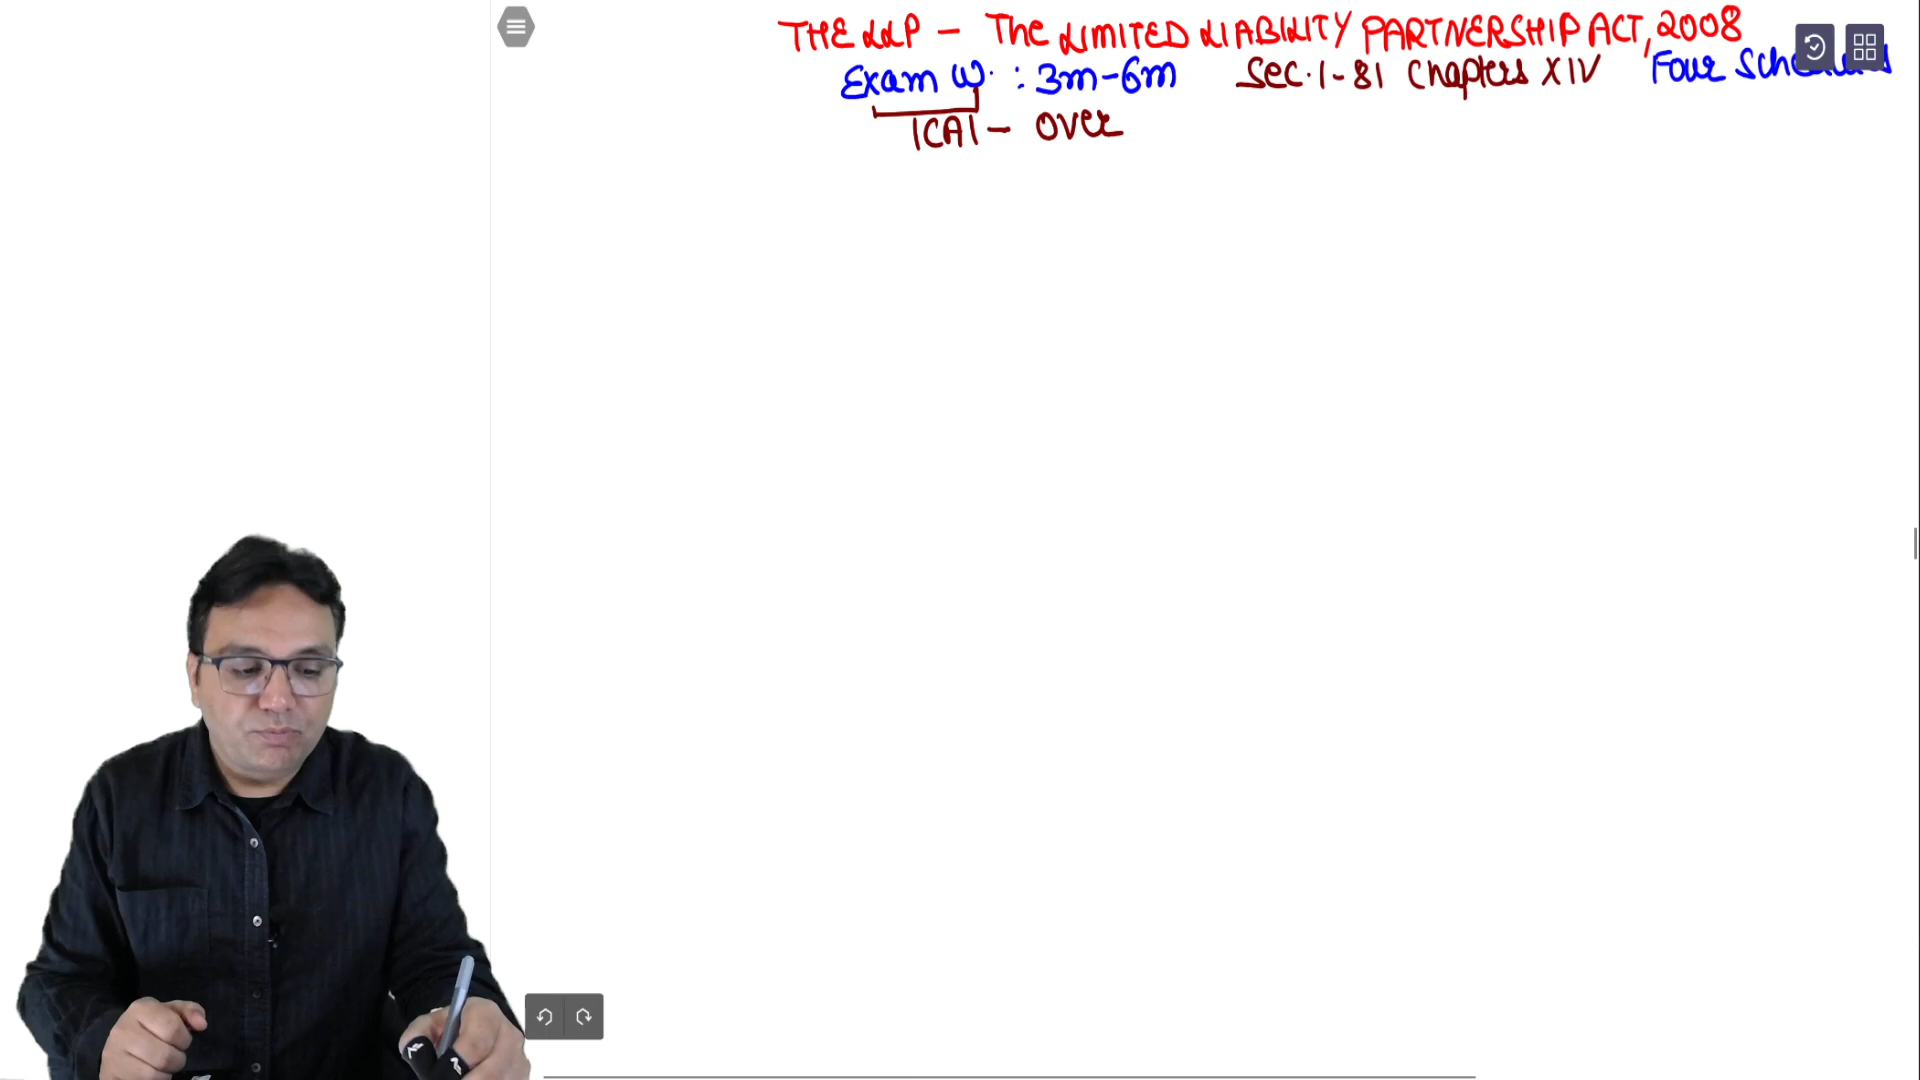 THE LLP - The LIMITED LIABILITY PARTNERSHIP ACT, 2008
Exam W. : 3m-6m Sec. 1-81 Chapters XIV Four Schedules
ICAI - Over